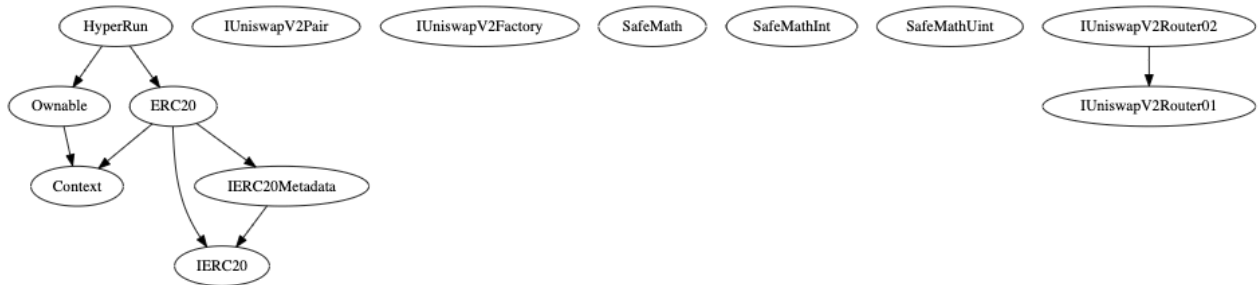 HyperRun
IUniswapV2Pair
IUniswapV2Factory
SafeMath
SafeMathInt
SafeMathUint
IUniswapV2Router02
Ownable
ERC20
IUniswapV2Router01
Context
IERC20Metadata
IERC20